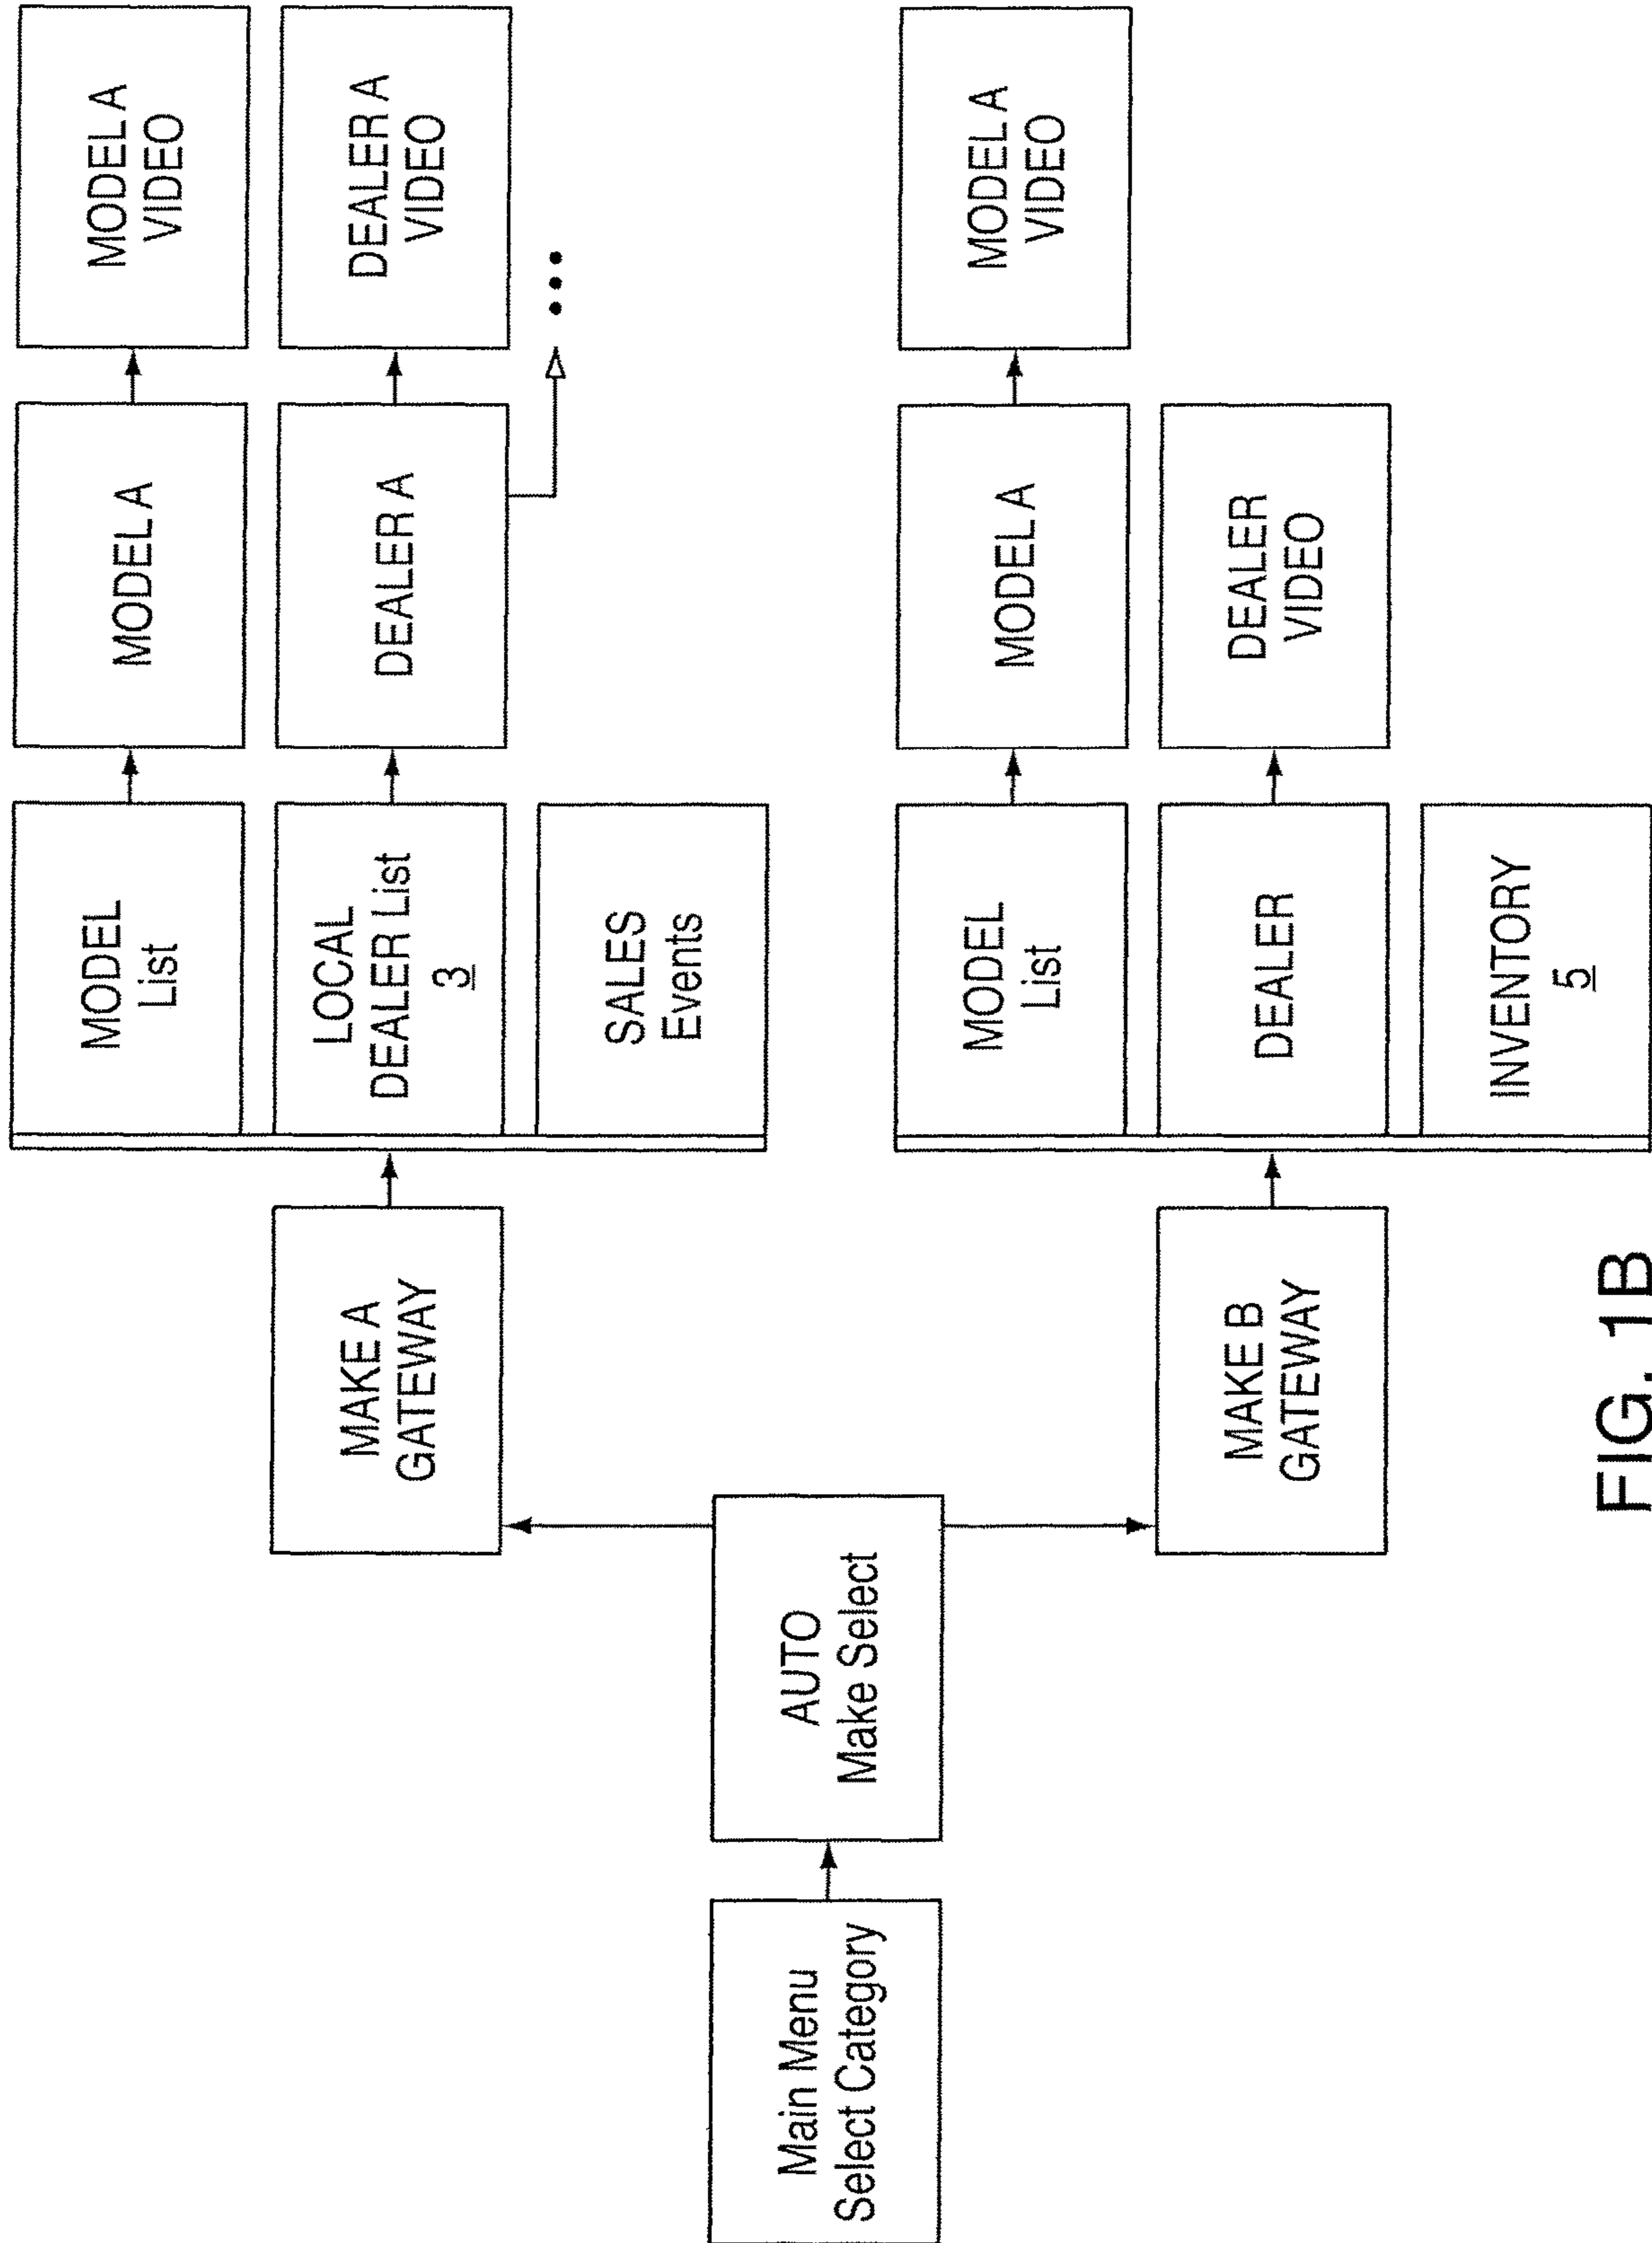 Main Menu
Select Category
AUTO
Make Select
MAKE A
GATEWAY
MODEL
List
MODEL A
MODEL A
VIDEO
LOCAL
DEALER List
3
DEALER A
DEALER A
VIDEO
•••
SALES
Events
MAKE B
GATEWAY
MODEL
List
MODEL A
MODEL A
VIDEO
DEALER
DEALER
VIDEO
INVENTORY
5
FIG. 1B